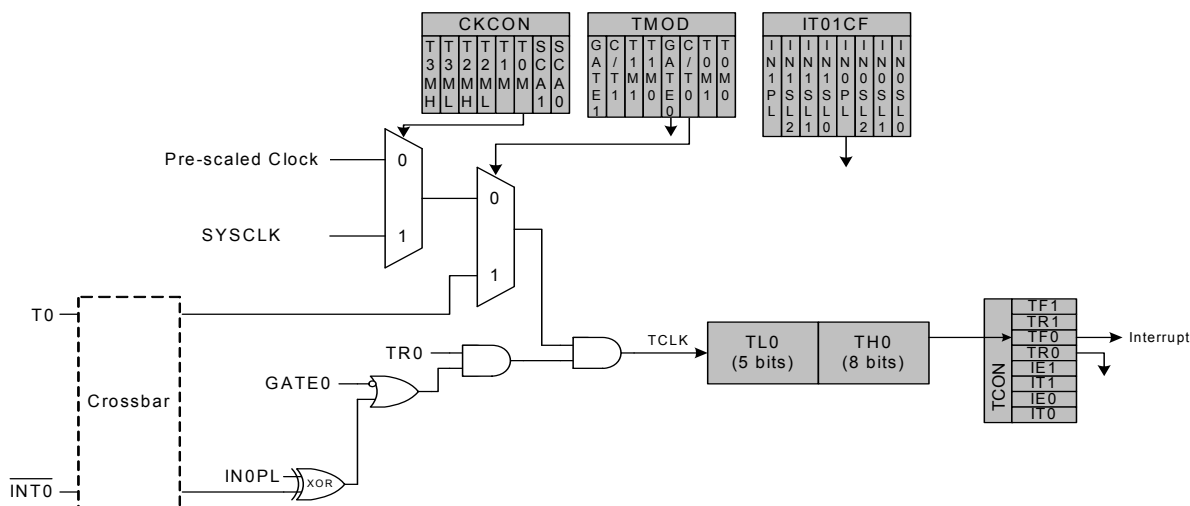 CKCON
T3MH
T3ML
T2MH
T2ML
T1M
T0M
SCA1
SCA0
TMOD
GATE1
C/T1
T1M1
T1M0
GATE0
C/T0
T0M1
T0M0
IT01CF
IN1PL
IN1SL2
IN1SL1
IN1SL0
IN0PL
IN0SL2
IN0SL1
IN0SL0
Pre-scaled Clock
0
SYSCLK
1
0
1
T0
Crossbar
INT0
TR0
GATE0
IN0PL
XOR
TCLK
TL0
(5 bits)
TH0
(8 bits)
TCON
TF1
TR1
TF0
TR0
IE1
IT1
IE0
IT0
Interrupt